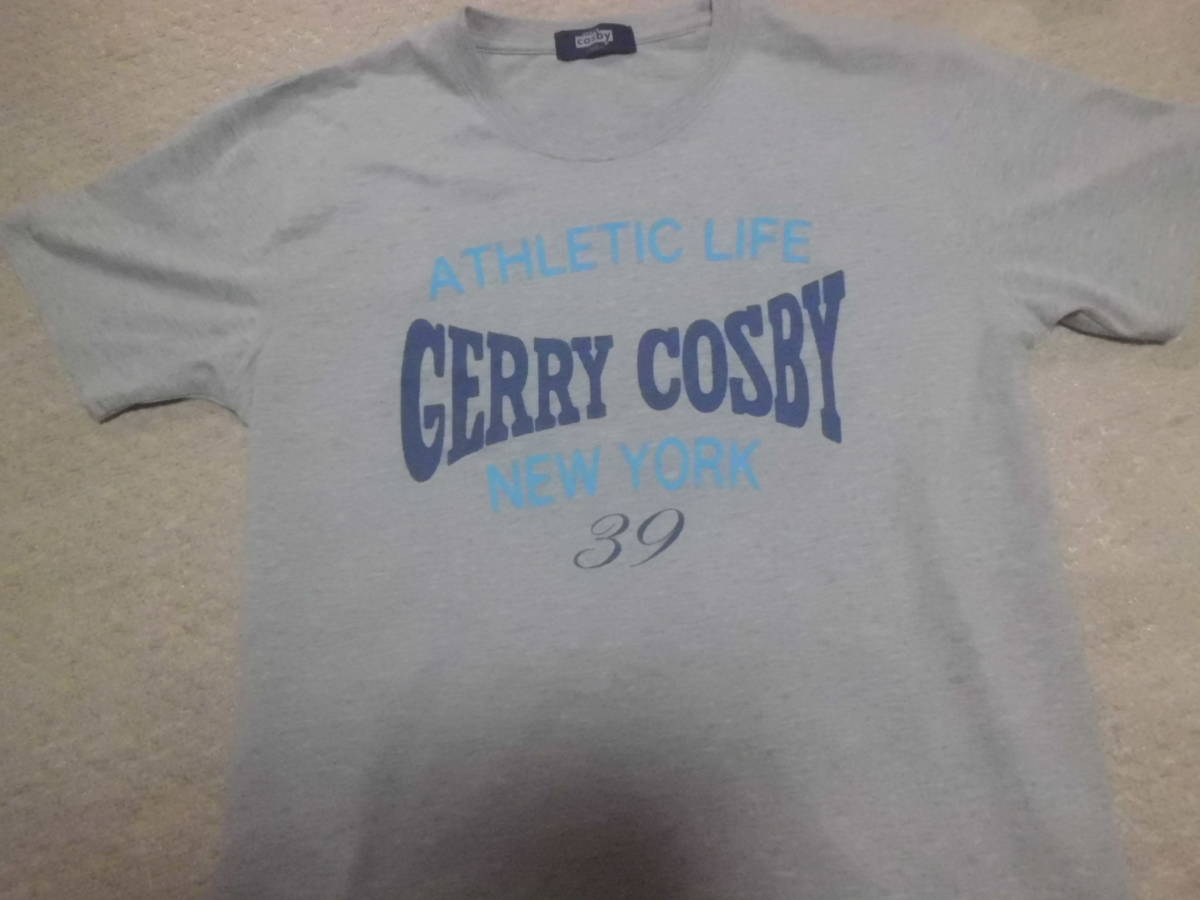 cosby
ATHLETIC LIFE
GERRY COSBY
NEW YORK
39